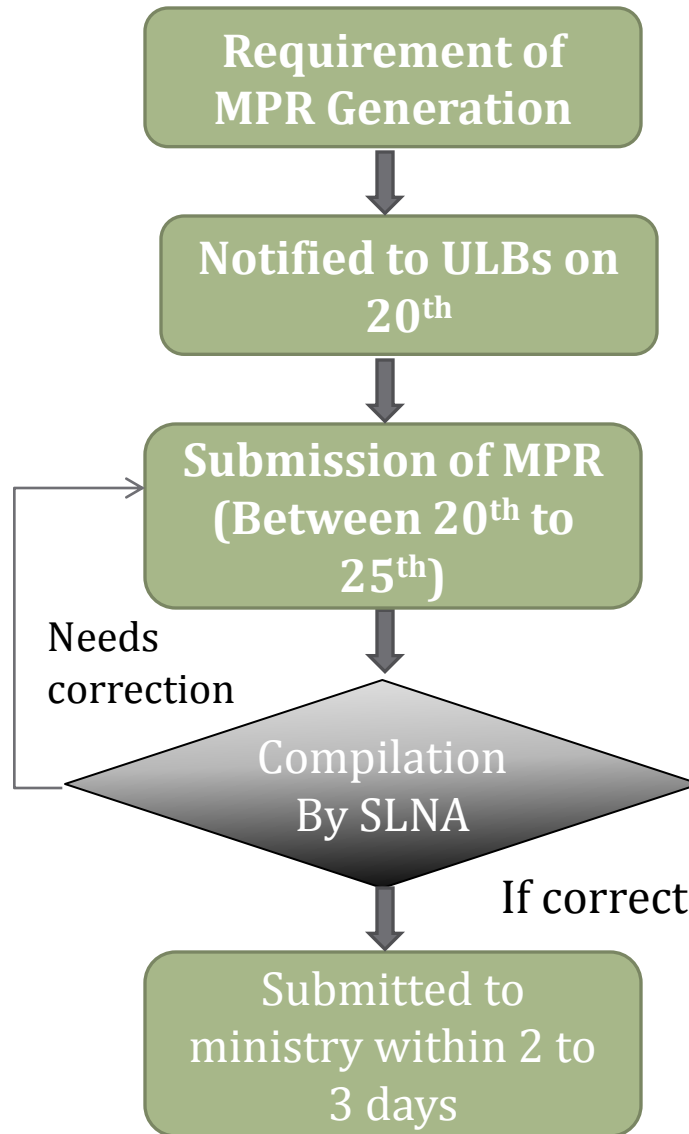 Requirement of
MPR Generation
Notified to ULBs on
20th
Submission of MPR
(Between 20th to
25th)
Needs
correction
Compilation
By SLNA
If correct
Submitted to
ministry within 2 to
3 days